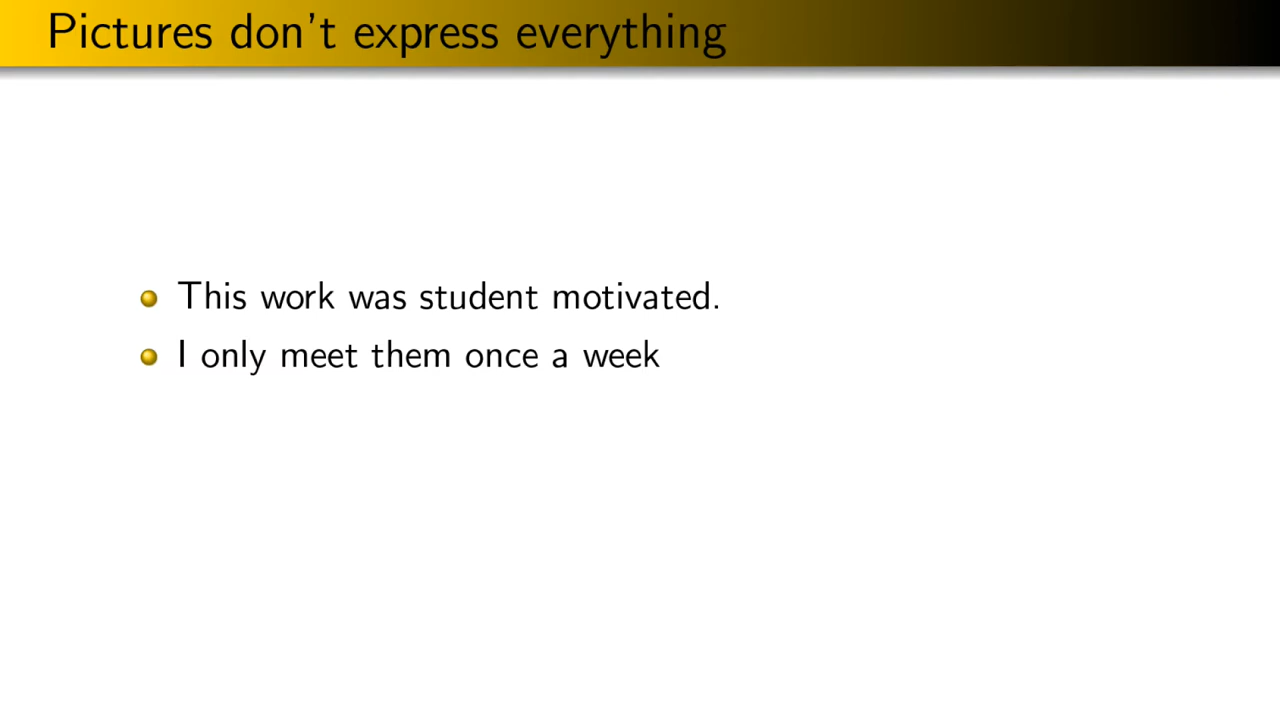 Pictures don't express everything
This work was student motivated.
I only meet them once a week